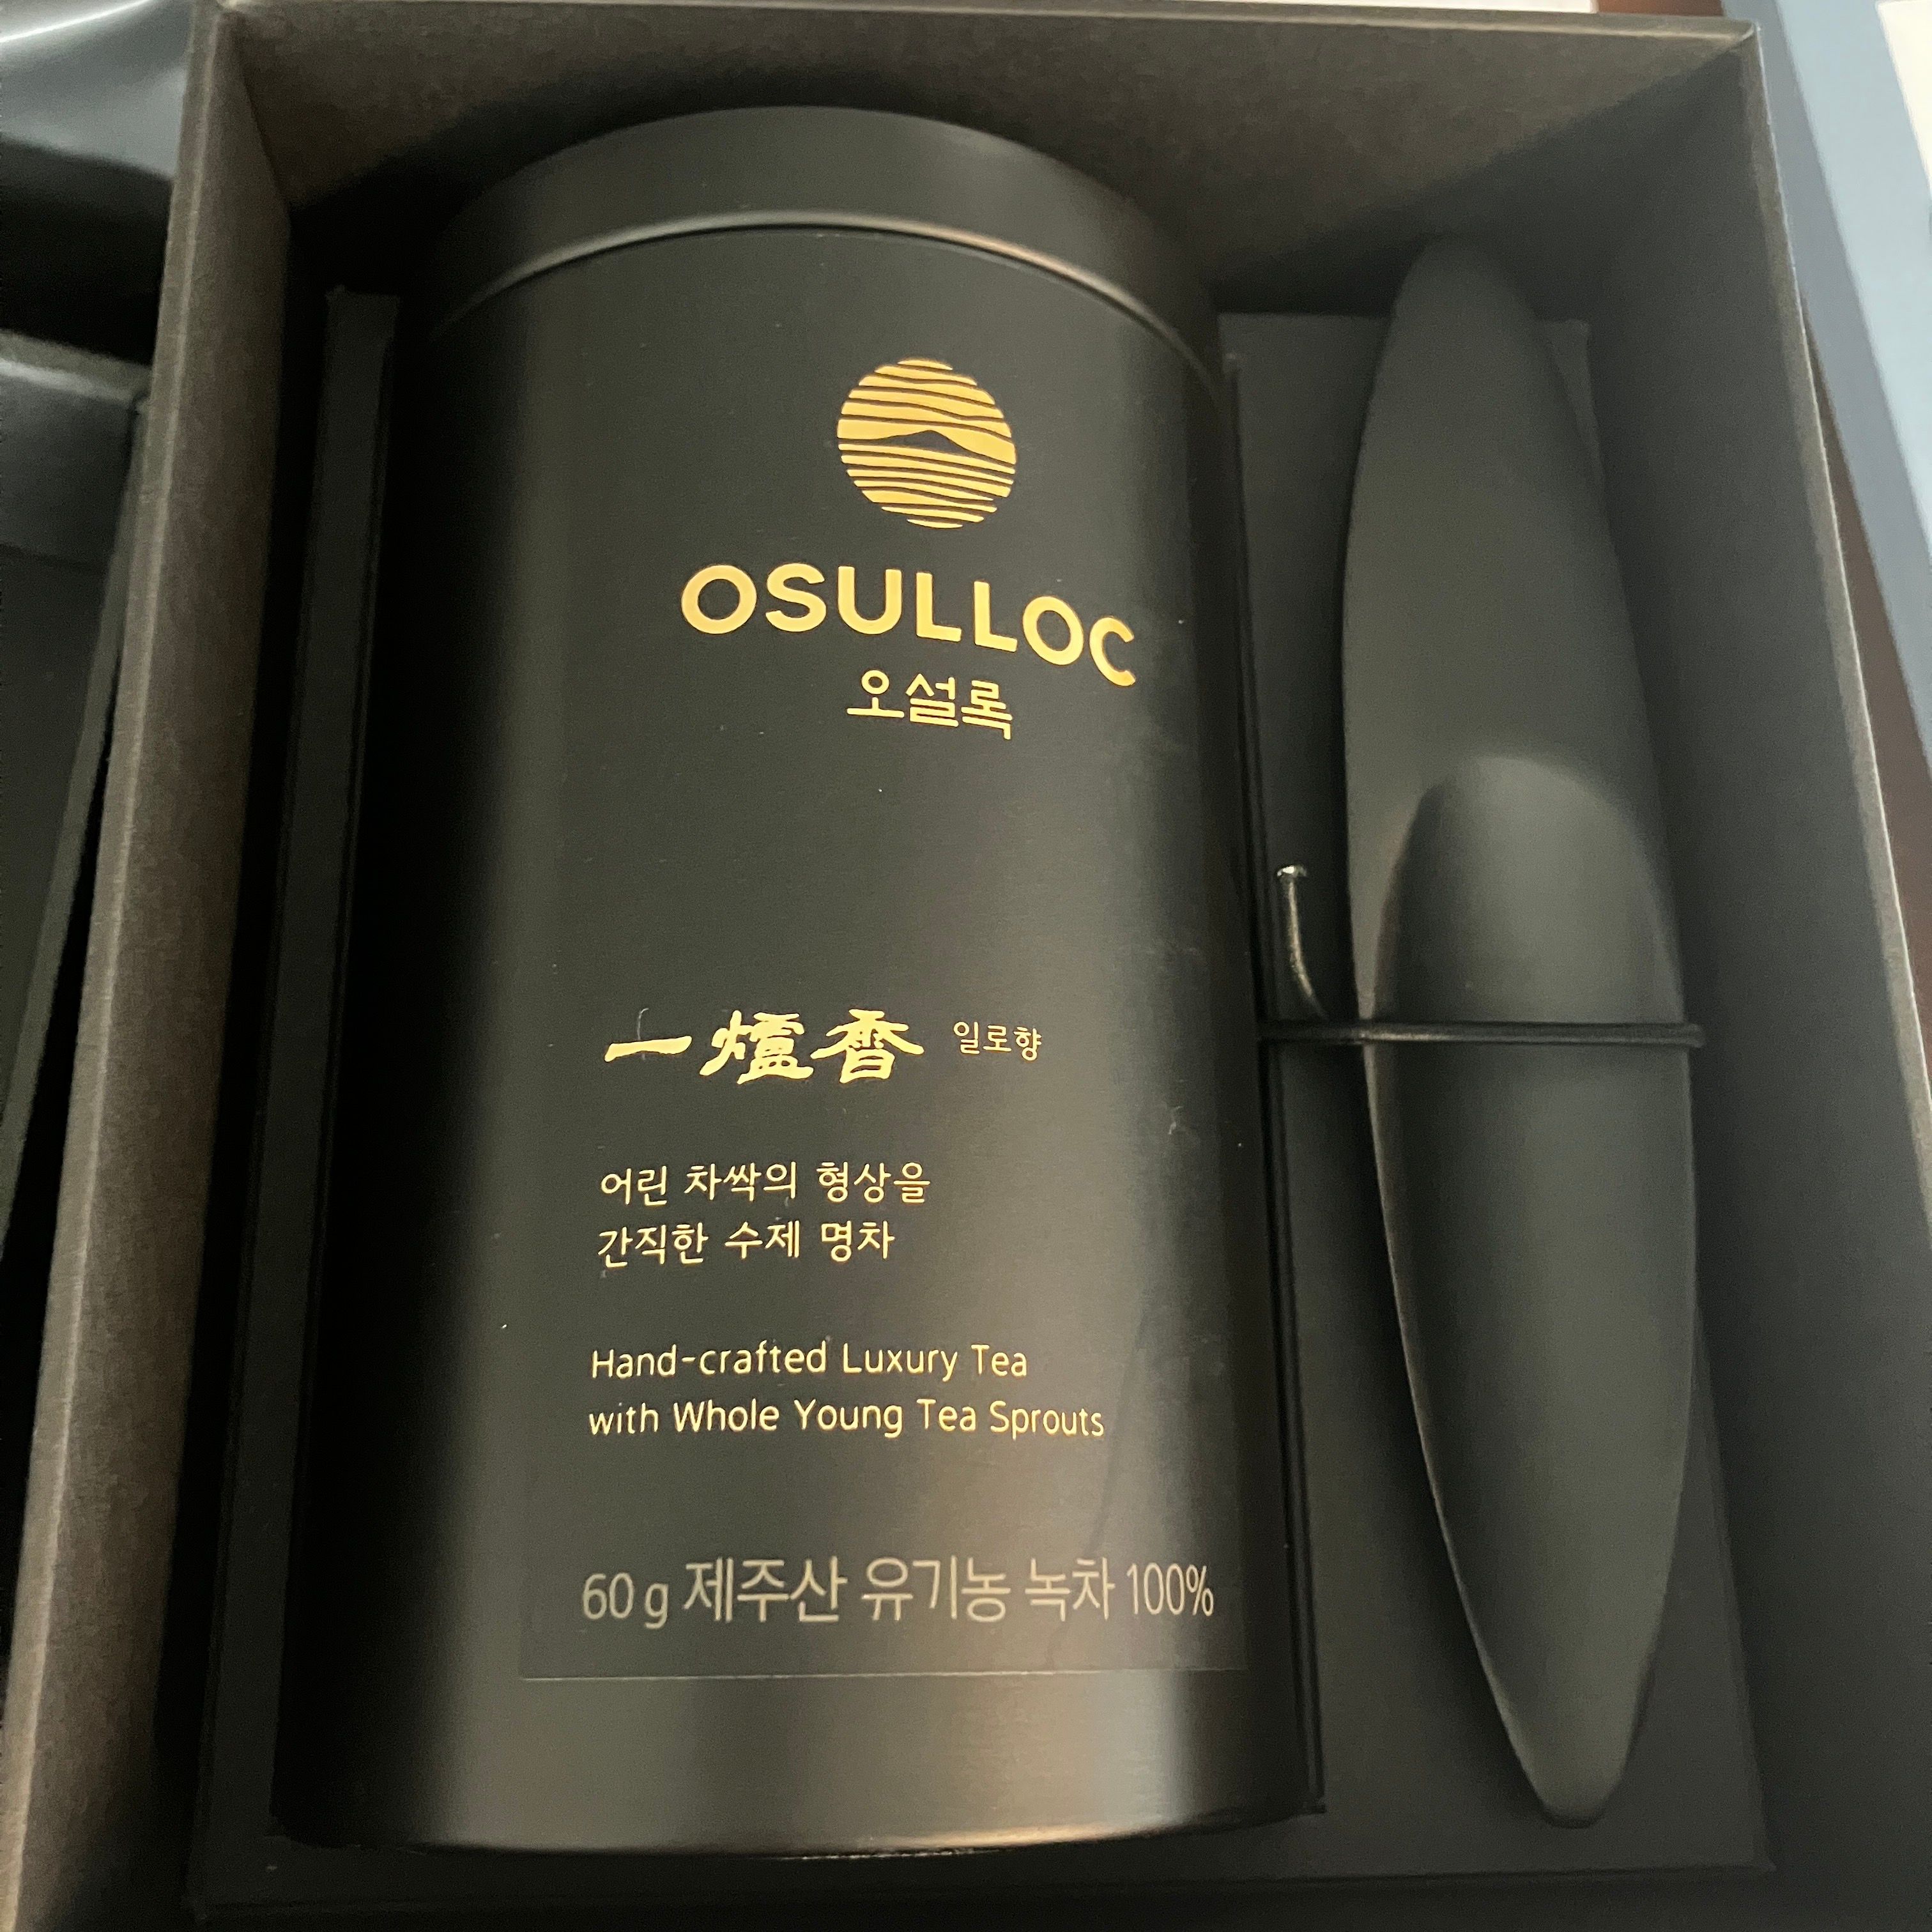 OSULLOC
오설록
一爐香 일로향
어린 차싹의 형상을
간직한 수제 명차
Hand-crafted Luxury Tea
with Whole Young Tea Sprouts
60g 제주산 유기농 녹차 100%